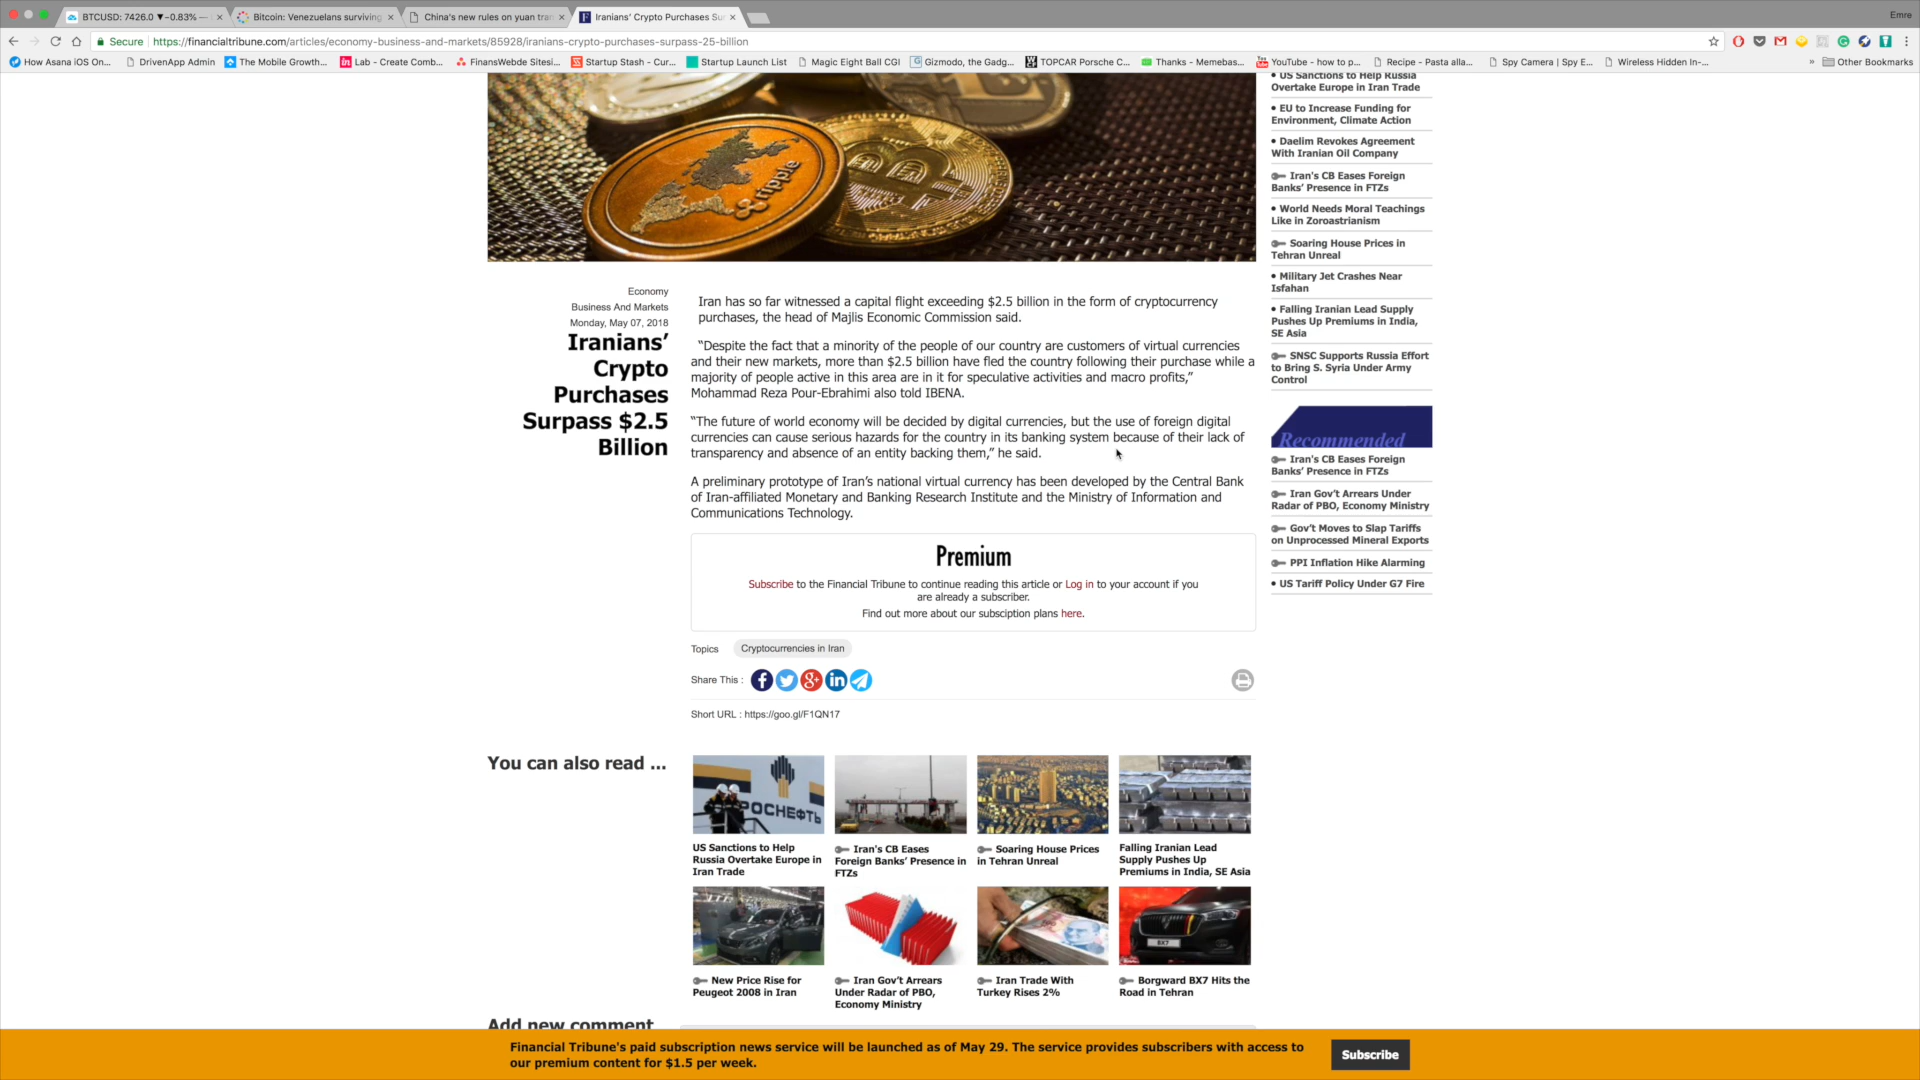 BTCUSD: 7426.0 ▼−0.83% —
Bitcoin: Venezuelans surviving
China's new rules on yuan tran
Iranians' Crypto Purchases Su
Emre
Secure
https://financialtribune.com/articles/economy-business-and-markets/85928/iranians-crypto-purchases-surpass-25-billion
How Asana iOS On...
DrivenApp Admin
The Mobile Growth...
Lab - Create Comb...
FinansWebde Sitesi...
Startup Stash - Cur...
Startup Launch List
Magic Eight Ball CGI
Gizmodo, the Gadg...
TOPCAR Porsche C...
Thanks - Memebas...
YouTube - how to p...
Recipe - Pasta alla...
Spy Camera | Spy E...
Wireless Hidden In-...
»
Other Bookmarks
ripple
Economy
Business And Markets
Monday, May 07, 2018
Iranians’
Crypto
Purchases
Surpass $2.5
Billion
Iran has so far witnessed a capital flight exceeding $2.5 billion in the form of cryptocurrency
purchases, the head of Majlis Economic Commission said.
“Despite the fact that a minority of the people of our country are customers of virtual currencies
and their new markets, more than $2.5 billion have fled the country following their purchase while a
majority of people active in this area are in it for speculative activities and macro profits,”
Mohammad Reza Pour-Ebrahimi also told IBENA.
“The future of world economy will be decided by digital currencies, but the use of foreign digital
currencies can cause serious hazards for the country in its banking system because of their lack of
transparency and absence of an entity backing them,” he said.
A preliminary prototype of Iran’s national virtual currency has been developed by the Central Bank
of Iran-affiliated Monetary and Banking Research Institute and the Ministry of Information and
Communications Technology.
Premium
Subscribe to the Financial Tribune to continue reading this article or Log in to your account if you
are already a subscriber.
Find out more about our subsciption plans here.
Topics
Cryptocurrencies in Iran
Share This :
Short URL : https://goo.gl/F1QN17
US Sanctions to Help Russia
Overtake Europe in Iran Trade
• EU to Increase Funding for
Environment, Climate Action
• Daelim Revokes Agreement
With Iranian Oil Company
Iran's CB Eases Foreign
Banks’ Presence in FTZs
• World Needs Moral Teachings
Like in Zoroastrianism
Soaring House Prices in
Tehran Unreal
• Military Jet Crashes Near
Isfahan
• Falling Iranian Lead Supply
Pushes Up Premiums in India,
SE Asia
SNSC Supports Russia Effort
to Bring S. Syria Under Army
Control
Recommended
Iran's CB Eases Foreign
Banks’ Presence in FTZs
Iran Gov’t Arrears Under
Radar of PBO, Economy Ministry
Gov’t Moves to Slap Tariffs
on Unprocessed Mineral Exports
PPI Inflation Hike Alarming
• US Tariff Policy Under G7 Fire
You can also read ...
РОСНЕФТЬ
US Sanctions to Help
Russia Overtake Europe in
Iran Trade
Iran's CB Eases
Foreign Banks’ Presence in
FTZs
Soaring House Prices
in Tehran Unreal
Falling Iranian Lead
Supply Pushes Up
Premiums in India, SE Asia
BX7
New Price Rise for
Peugeot 2008 in Iran
Iran Gov’t Arrears
Under Radar of PBO,
Economy Ministry
Iran Trade With
Turkey Rises 2%
Borgward BX7 Hits the
Road in Tehran
Add new comment
Financial Tribune's paid subscription news service will be launched as of May 29. The service provides subscribers with access to
our premium content for $1.5 per week.
Subscribe